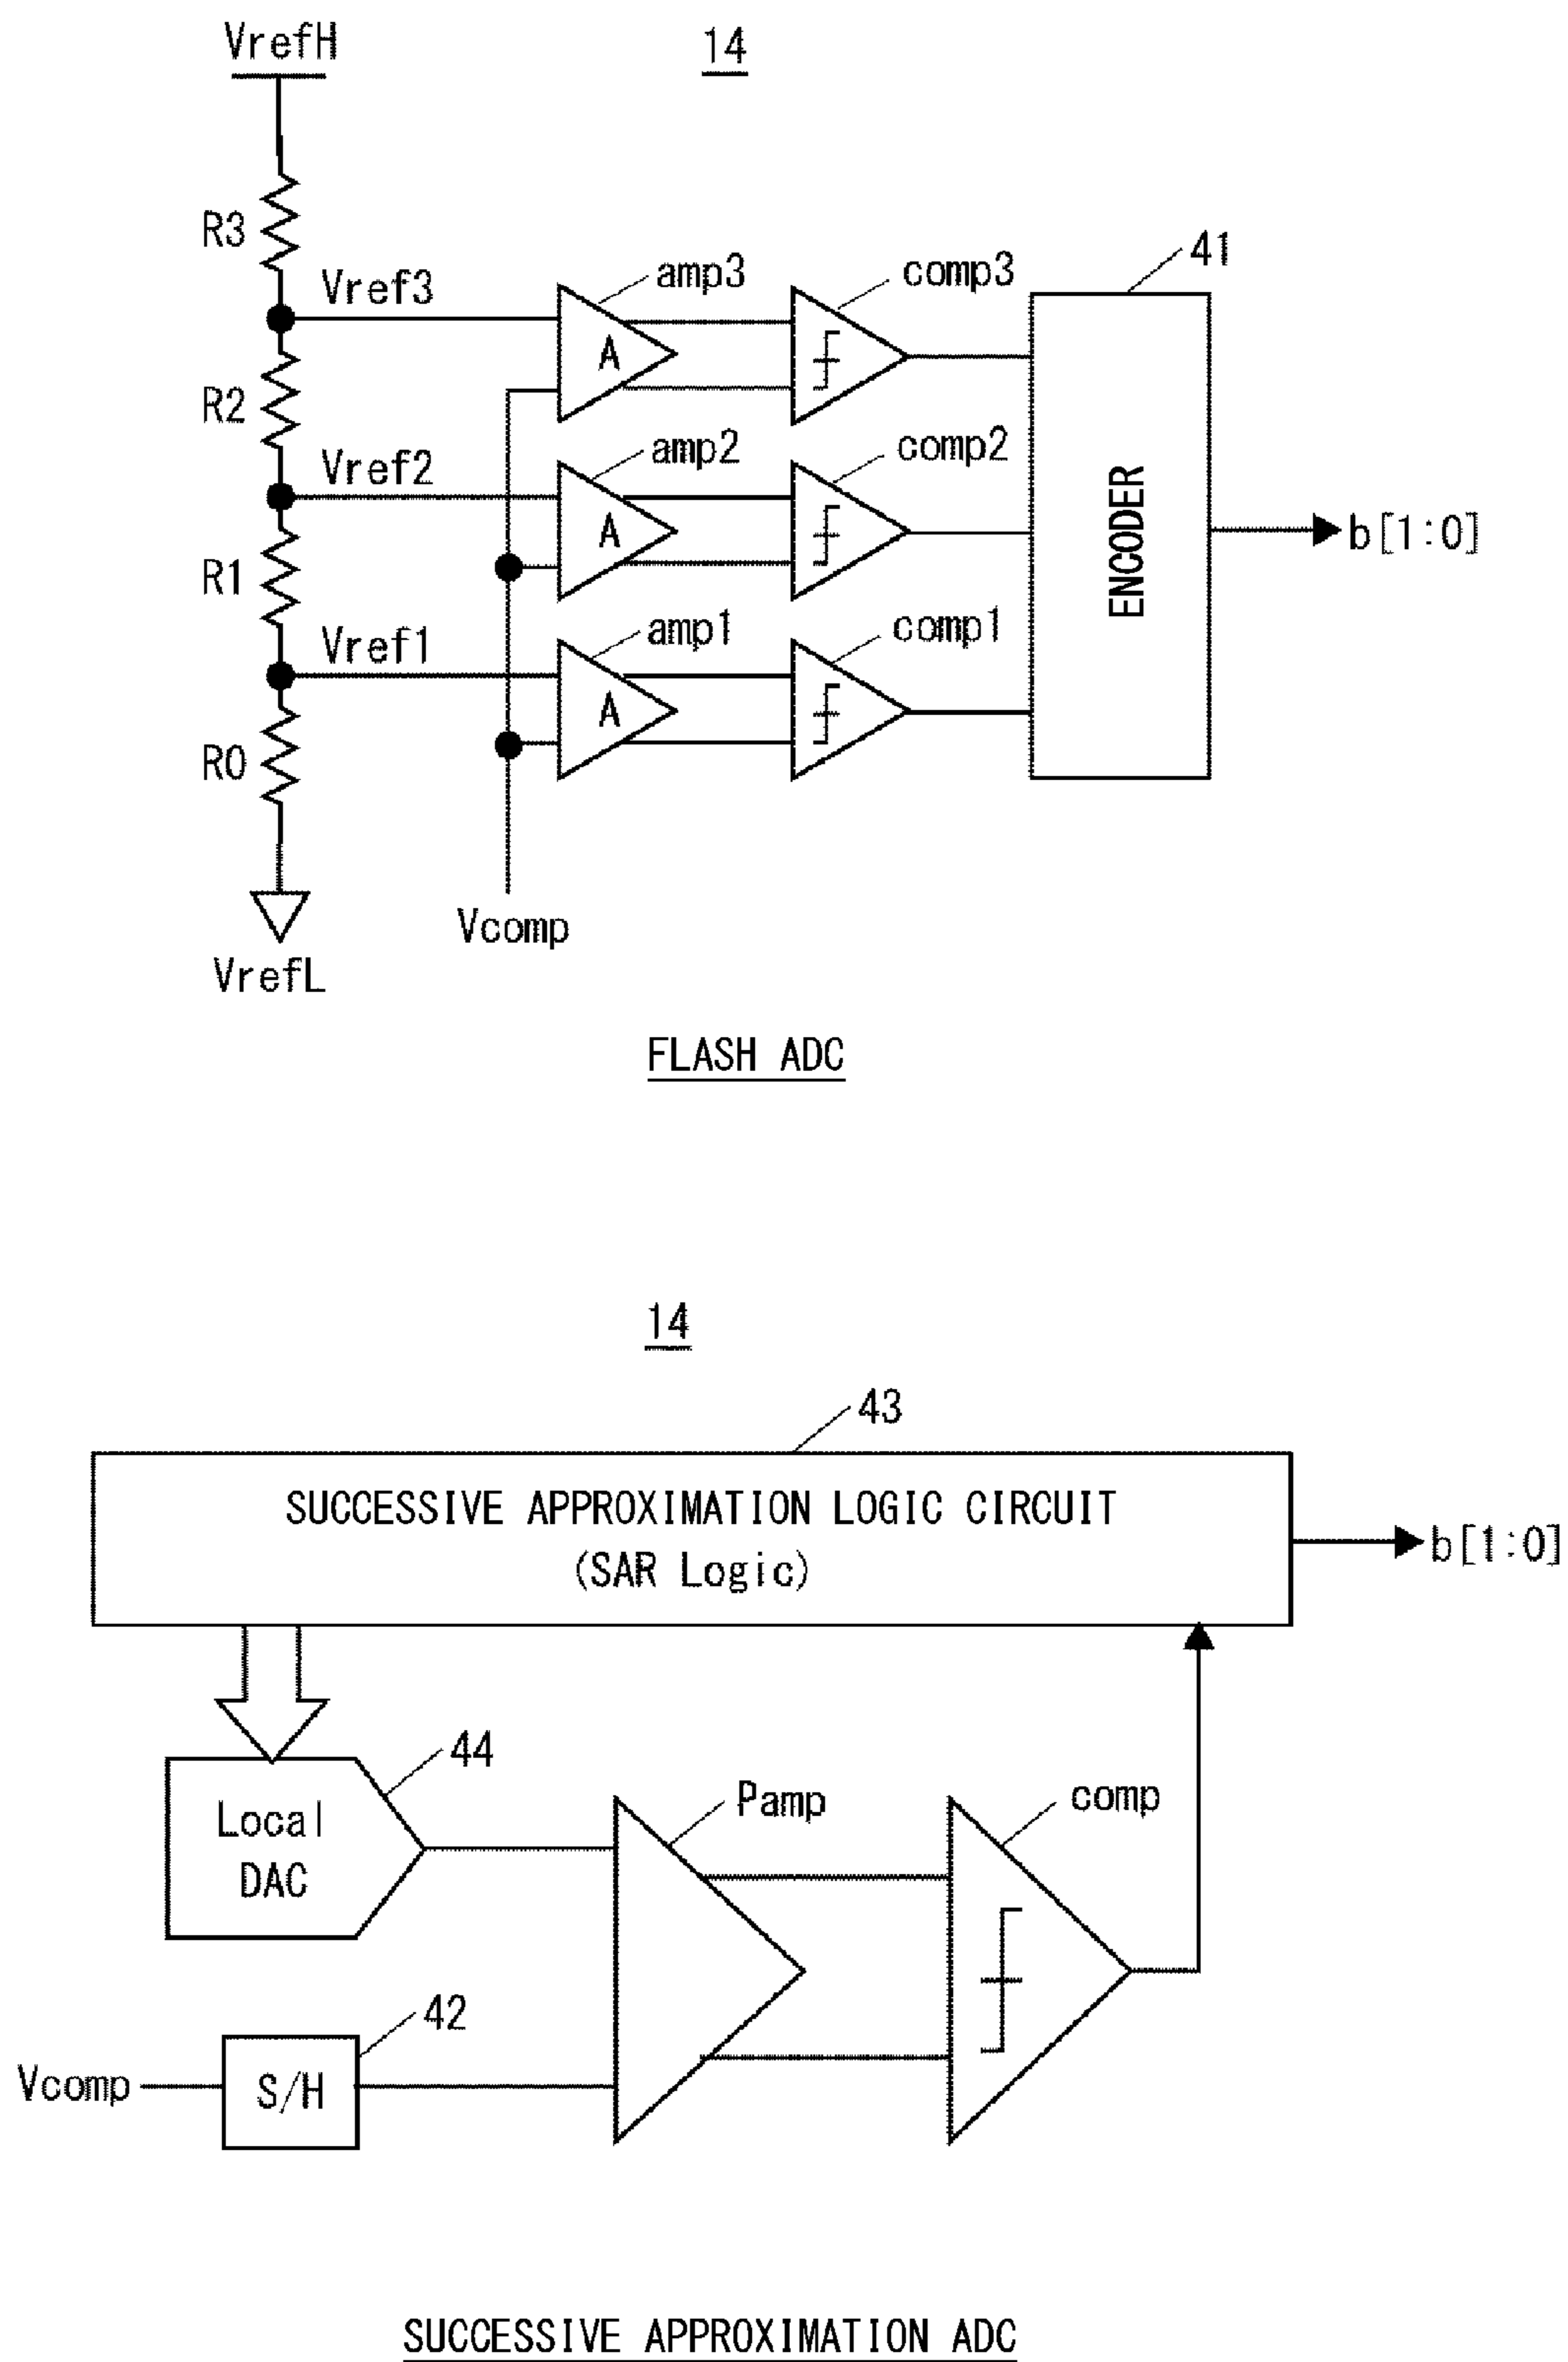 VrefH
14
R3
Vref3
amp3
comp3
41
A
R2
Vref2
amp2
comp2
A
ENCODER
b[1:0]
R1
Vref1
amp1
comp1
A
R0
Vcomp
VrefL
FLASH ADC
14
43
SUCCESSIVE APPROXIMATION LOGIC CIRCUIT
(SAR Logic)
b[1:0]
44
Local
DAC
Pamp
comp
42
Vcomp
S/H
SUCCESSIVE APPROXIMATION ADC